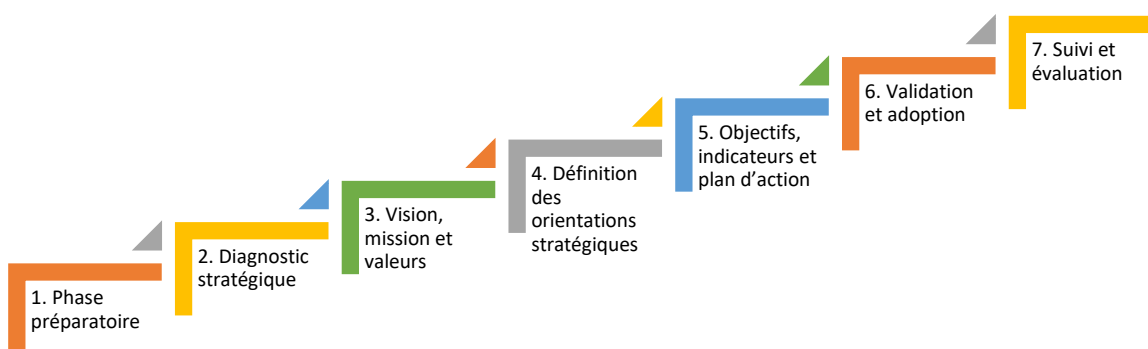 1. Phase
préparatoire
2. Diagnostic
stratégique
3. Vision,
mission et
valeurs
4. Définition
des
orientations
stratégiques
5. Objectifs,
indicateurs et
plan d’action
6. Validation
et adoption
7. Suivi et
évaluation